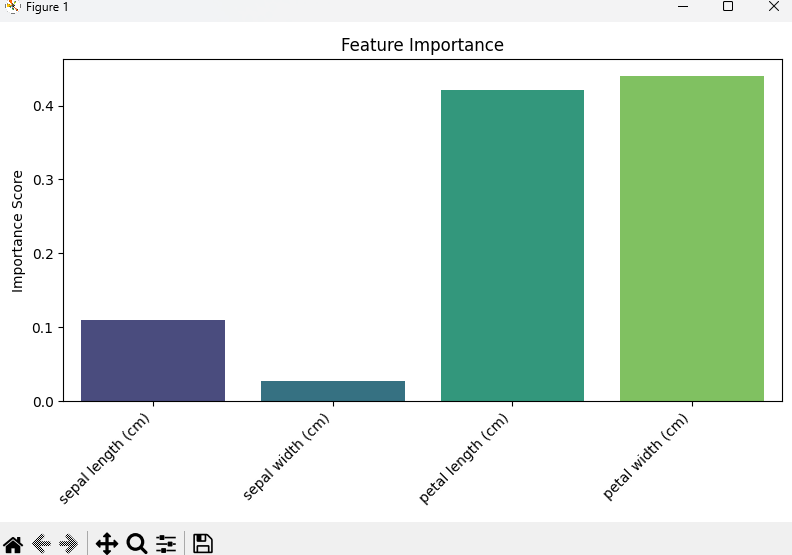 Figure 1
Feature Importance
Importance Score
0.4
0.3
0.2
0.1
0.0
sepal length (cm)
sepal width (cm)
petal length (cm)
petal width (cm)